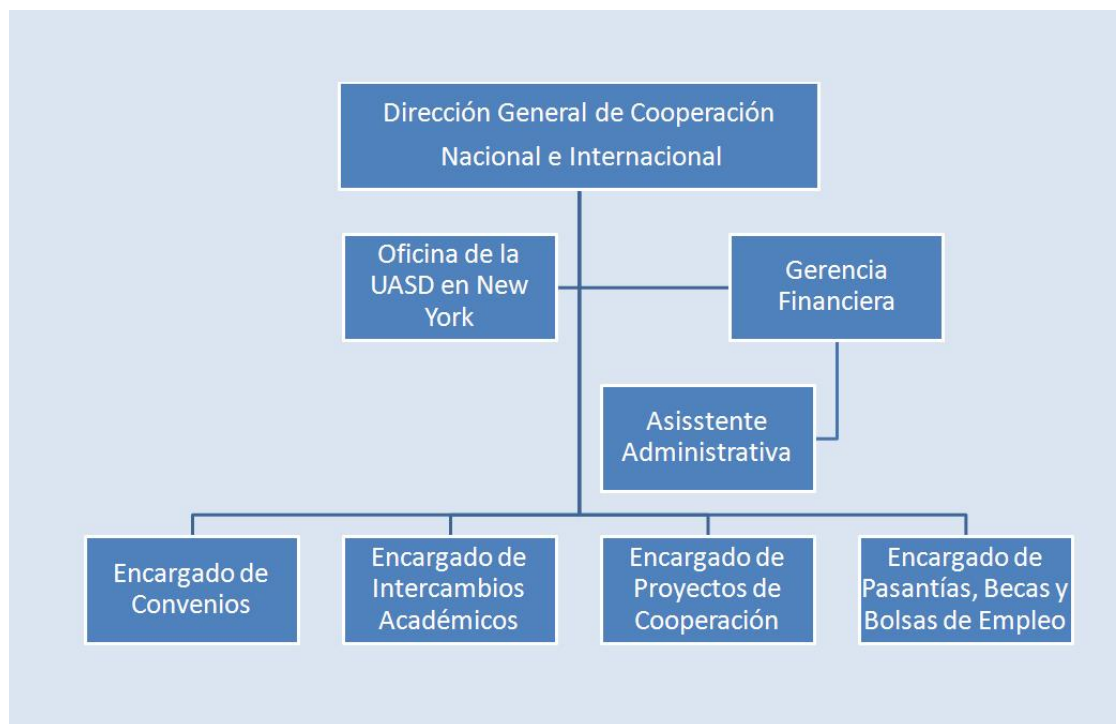 Dirección General de Cooperación
Nacional e Internacional
Oficina de la
UASD en New
York
Gerencia
Financiera
Asisstente
Administrativa
Encargado de
Convenios
Encargado de
Intercambios
Académicos
Encargado de
Proyectos de
Cooperación
Encargado de
Pasantías, Becas y
Bolsas de Empleo